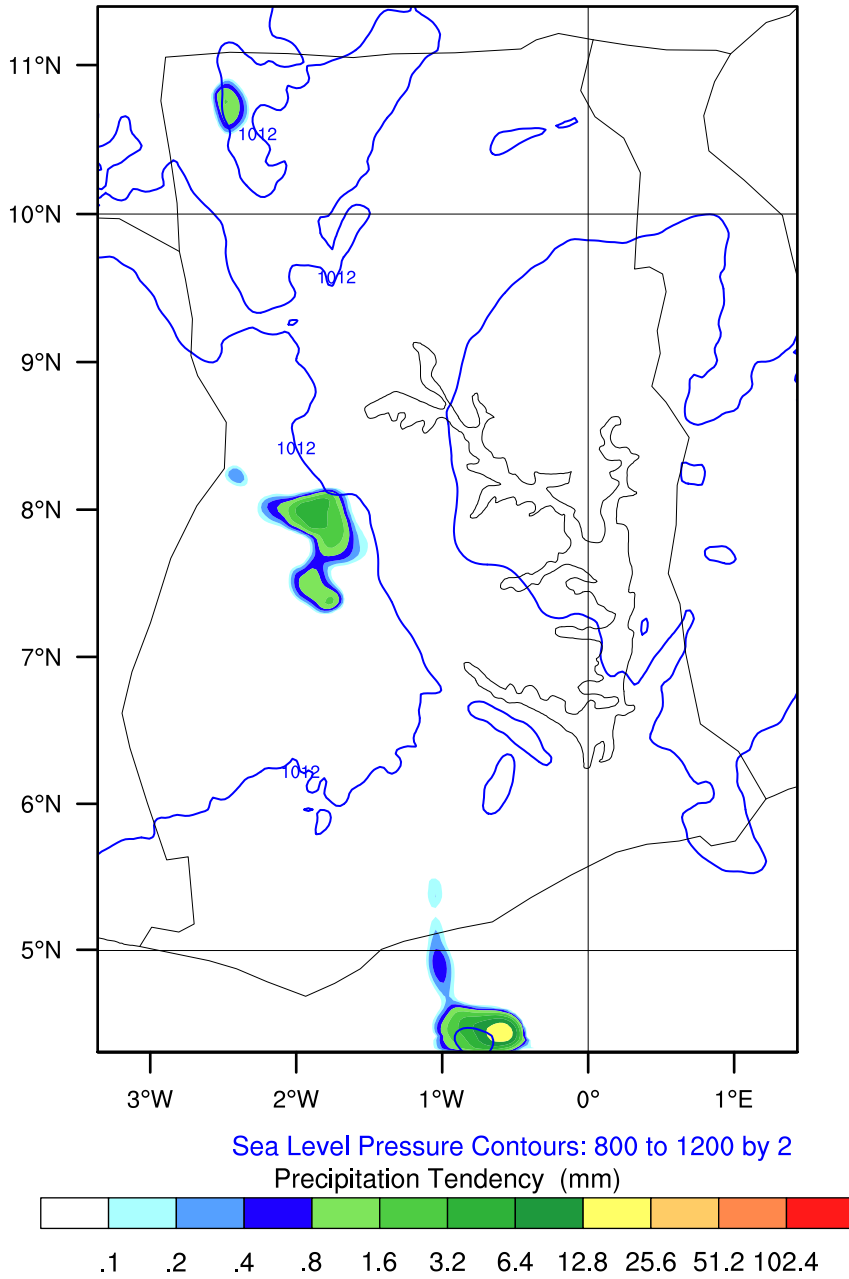 11°N
1012
10°N
1012
9°N
1012
8°N
7°N
1012
6°N
5°N
3°W 2°W 1°W 0° 1°E
Sea Level Pressure Contours: 800 to 1200 by 2
Precipitation Tendency (mm)
.1 .2 .4 .8 1.6 3.2 6.4 12.8 25.6 51.2 102.4